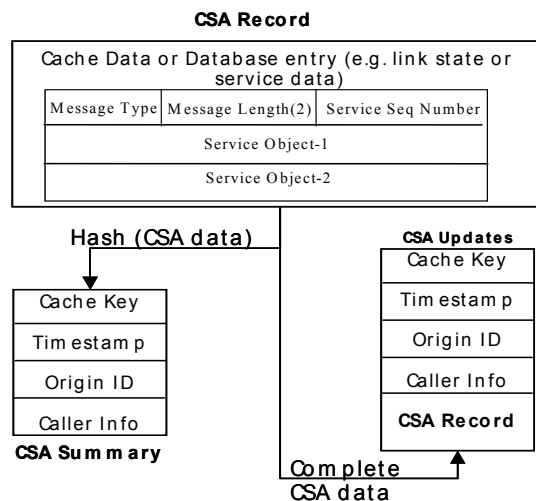 CSA Record
Cache Data or Database entry (e.g. link state or
service data)
Message Type Message Length(2) Service Seq Number
Service Object-1
Service Object-2
Hash (CSA data)
CSA Updates
Cache Key
Timestamp
Origin ID
Caller Info
CSA Record
Cache Key
Timestamp
Origin ID
Caller Info
CSA Summary
Complete
CSA data